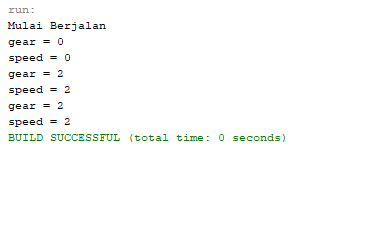 run:
Mulai Berjalan
gear = 0
speed = 0
gear = 2
speed = 2
gear = 2
speed = 2
BUILD SUCCESSFUL (total time: 0 seconds)